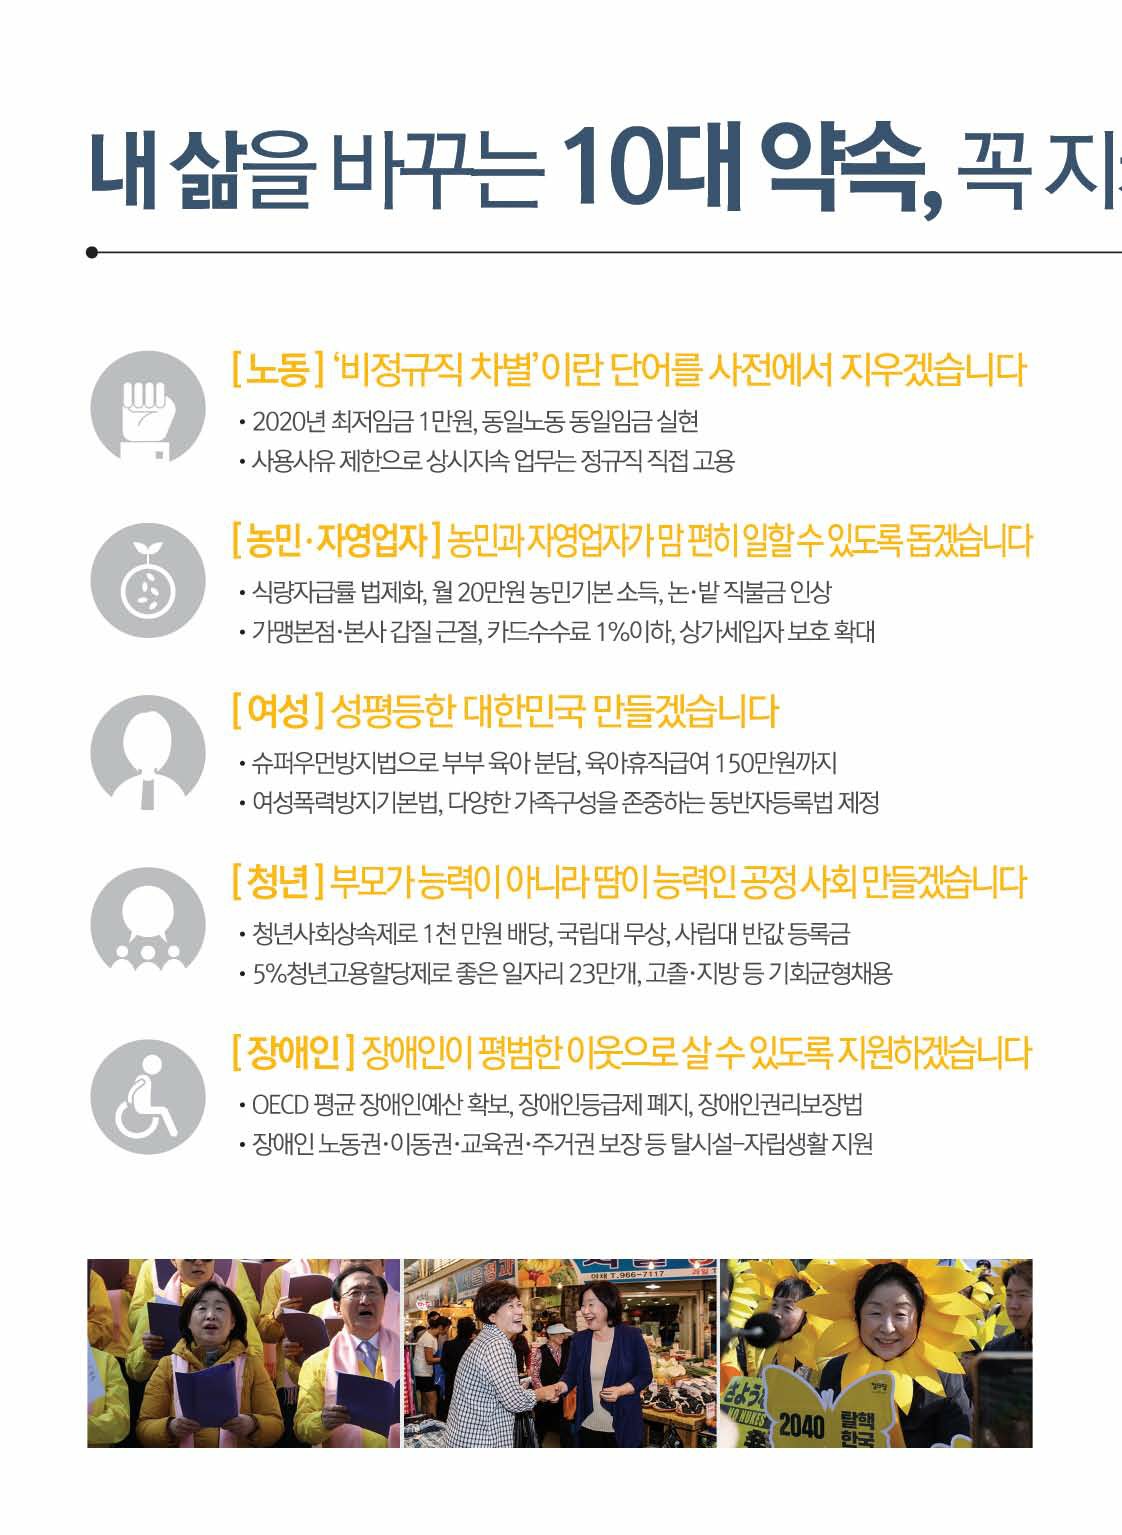 내 삶을 바꾸는 10대 약속, 꼭
[ 노동 ] ‘비정규직 차별’이란 단어를 사전에서 지우겠습니다
• 2020년 최저임금 1만원, 동일노동 동일임금 실현
• 사용사유 제한으로 상시지속 업무는 정규직 직접 고용
[ 농민·자영업자 ] 농민과 자영업자가 맘 편히 일할 수 있도록 돕겠습니다
• 식량자급률 법제화, 월 20만원 농민기본 소득, 논·밭 직불금 인상
• 가맹본점·본사 갑질 근절, 카드수수료 1%이하, 상가세입자 보호 확대
[ 여성 ] 성평등한 대한민국 만들겠습니다
• 슈퍼우먼방지법으로 부부 육아 분담, 육아휴직급여 150만원까지
• 여성폭력방지기본법, 다양한 가족구성을 존중하는 동반자등록법 제정
[ 청년 ] 부모가 능력이 아니라 땀이 능력인 공정 사회 만들겠습니다
• 청년사회상속제로 1천 만원 배당, 국립대 무상, 사립대 반값 등록금
• 5%청년고용할당제로 좋은 일자리 23만개, 고졸·지방 등 기회균형채용
[ 장애인 ] 장애인이 평범한 이웃으로 살 수 있도록 지원하겠습니다
• OECD 평균 장애인예산 확보, 장애인등급제 폐지, 장애인권리보장법
• 장애인 노동권·이동권·교육권·주거권 보장 등 탈시설-자립생활 지원
야채 T.966-7117
과일
정의당
さよう
NO NUKES
2040 탈핵
한국